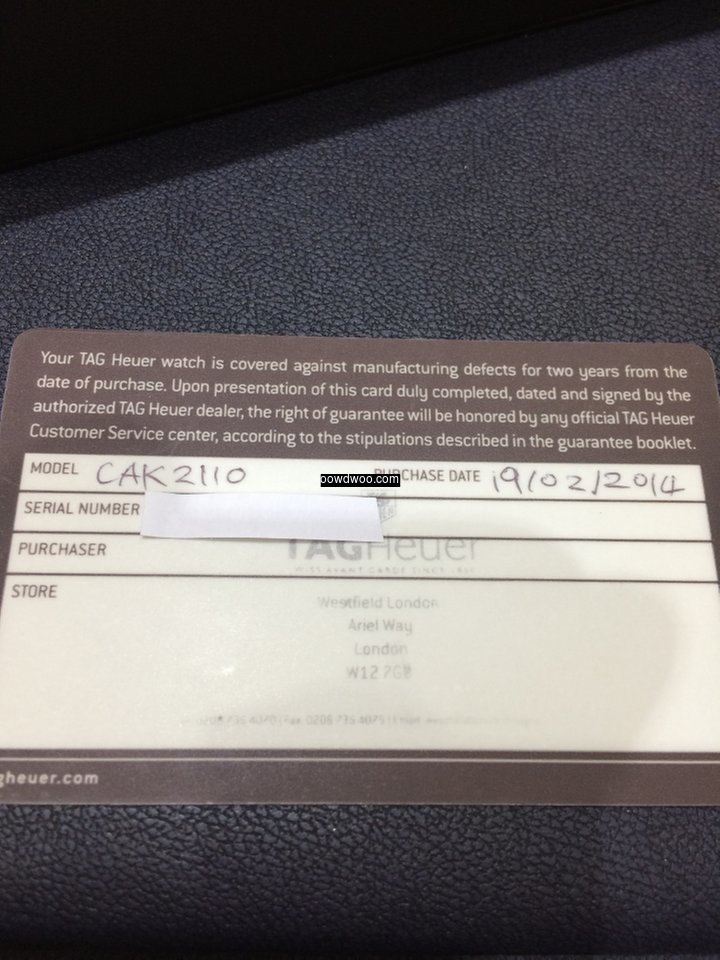 Your TAG Heuer watch is covered against manufacturing defects for two years from the
date of purchase. Upon presentation of this card duly completed, dated and signed by the
authorized TAG Heuer dealer, the right of guarantee will be honored by any official TAG Heuer
Customer Service center, according to the stipulations described in the guarantee booklet.
MODEL CAK2110 PURCHASE DATE 19/02/2014
oowdwoo.com
SERIAL NUMBER
TAGHeuer
PURCHASER
STORE
Westfield London
Ariel Way
London
W12
gheuer.com